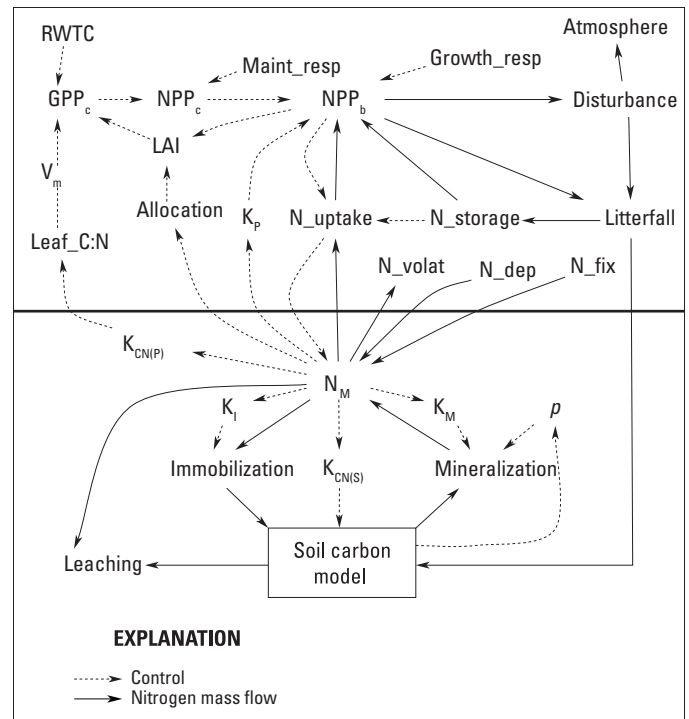 RWTC
Atmosphere
Maint_resp
Growth_resp
GPPc
NPPc
NPPb
Disturbance
LAI
Vm
Allocation
KP
N_uptake
N_storage
Litterfall
Leaf_C:N
N_volat
N_dep
N_fix
KCN(P)
NM
KI
KM
p
Immobilization
KCN(S)
Mineralization
Soil carbon
model
Leaching
EXPLANATION
Control
Nitrogen mass flow